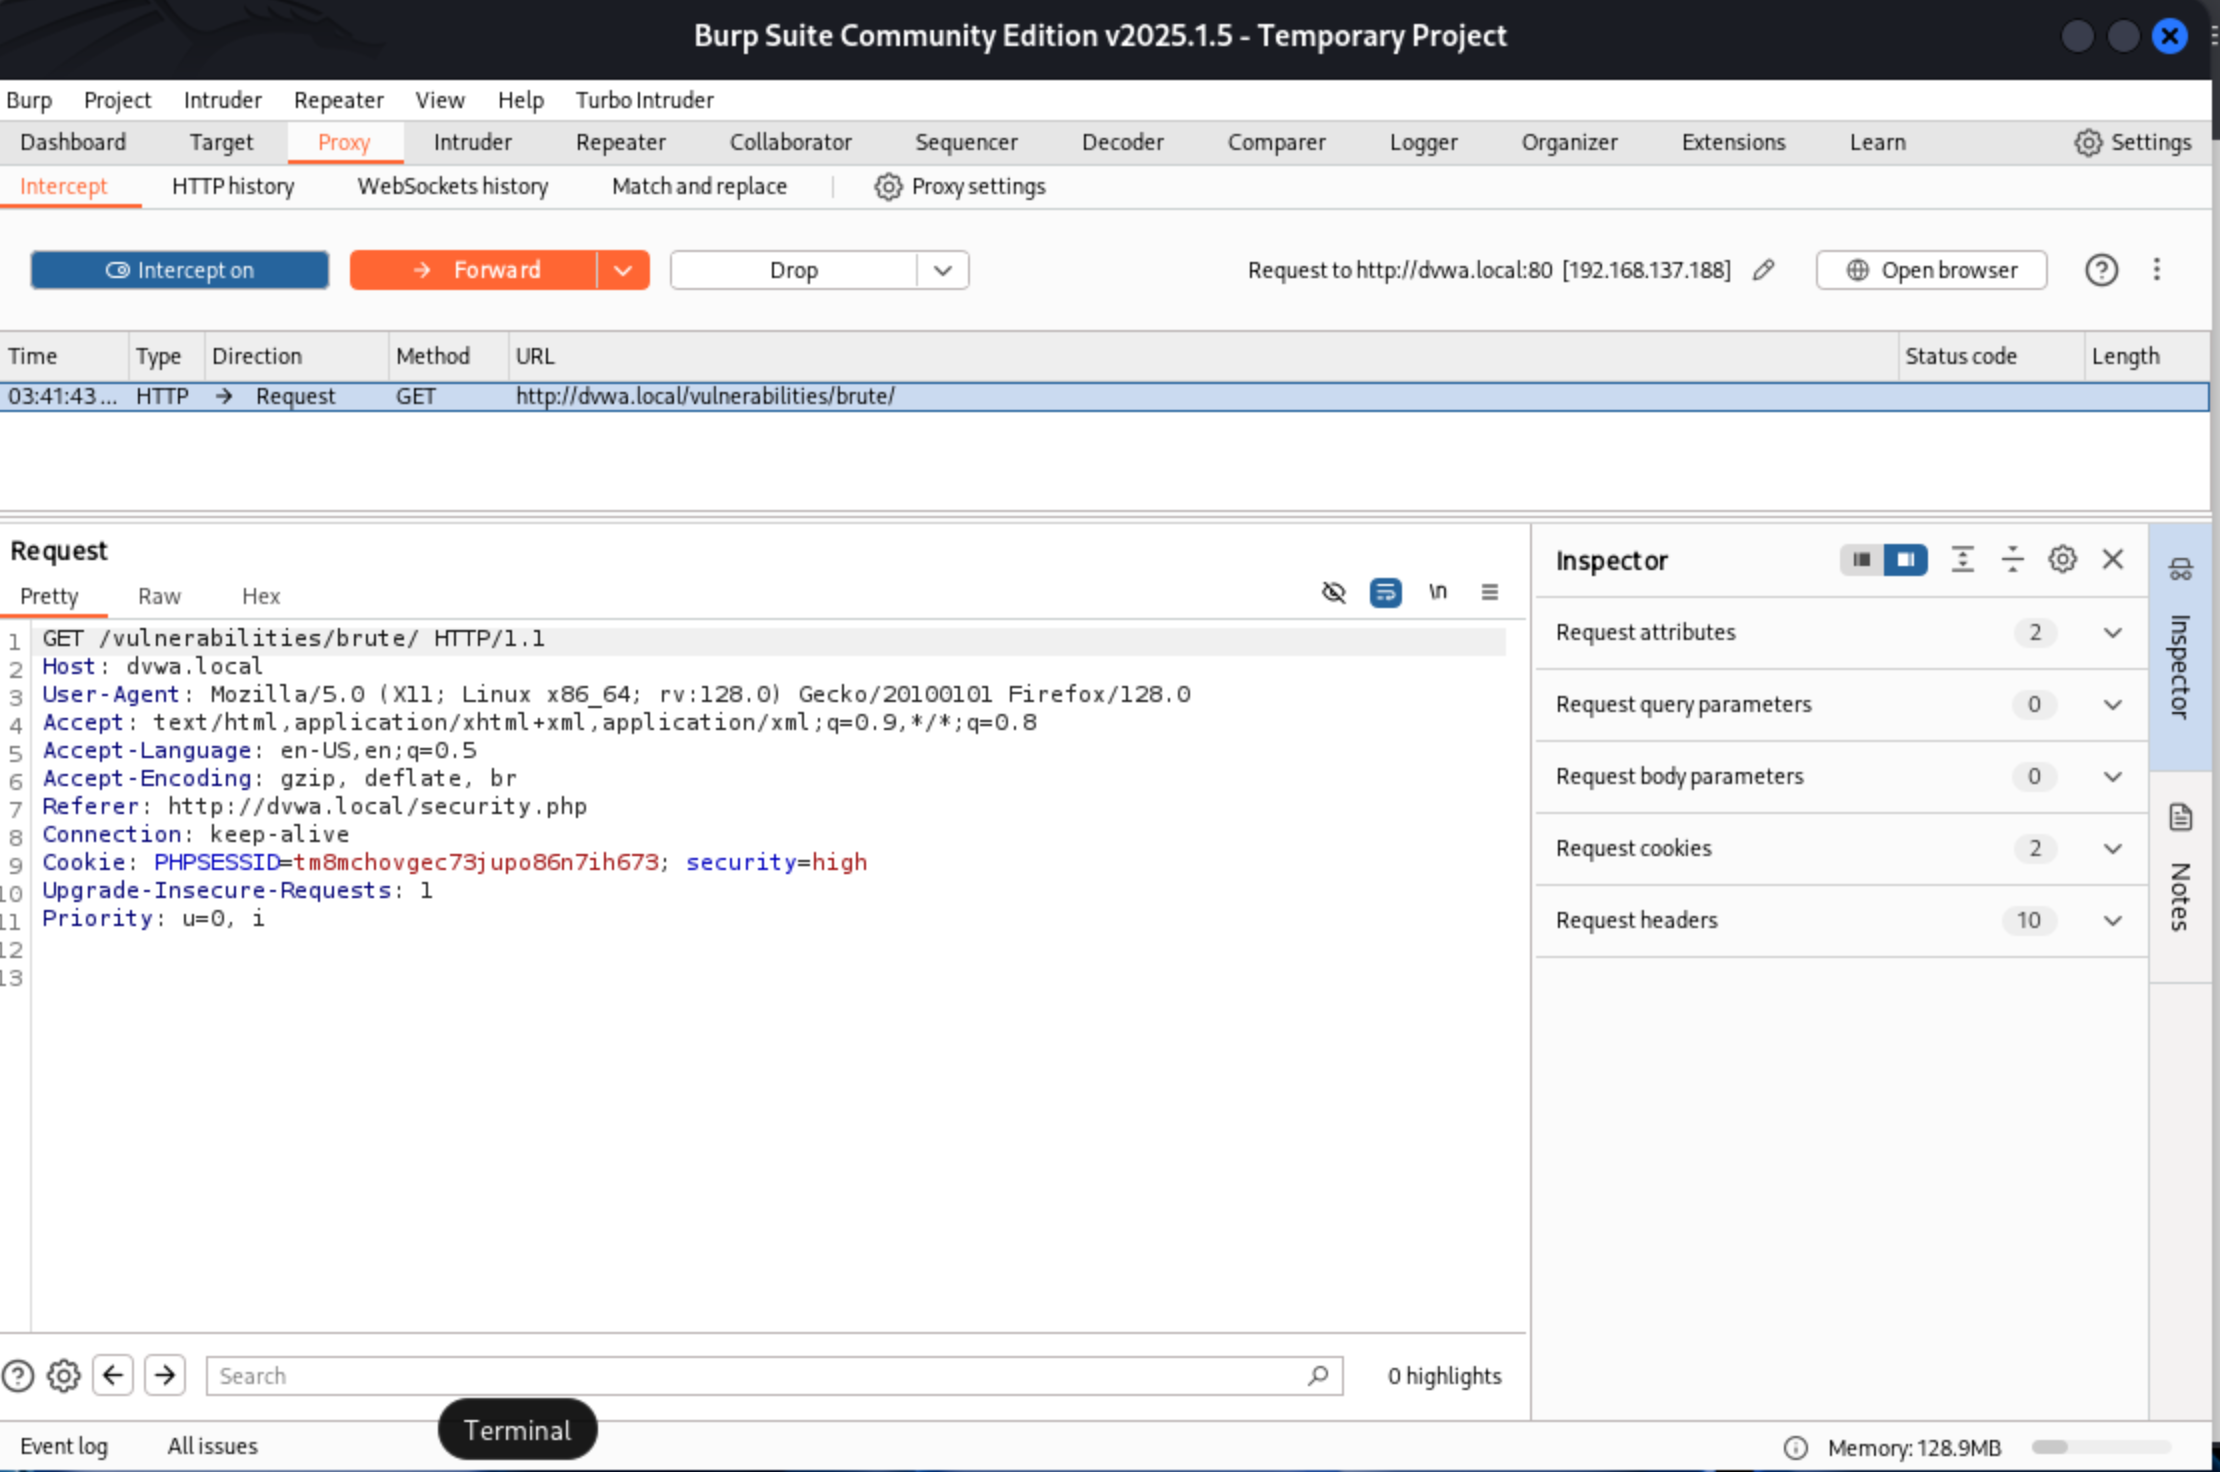 Burp Suite Community Edition v2025.1.5 - Temporary Project
Burp Project Intruder Repeater View Help Turbo Intruder
Dashboard Target Proxy Intruder Repeater Collaborator Sequencer Decoder Comparer Logger Organizer Extensions Learn Settings
Intercept HTTP history WebSockets history Match and replace Proxy settings
Intercept on Forward Drop Request to http://dvwa.local:80 [192.168.137.188] Open browser
Time Type Direction Method URL Status code Length
03:41:43... HTTP → Request GET http://dvwa.local/vulnerabilities/brute/
Request
Pretty Raw Hex \n
1 GET /vulnerabilities/brute/ HTTP/1.1
2 Host: dvwa.local
3 User-Agent: Mozilla/5.0 (X11; Linux x86_64; rv:128.0) Gecko/20100101 Firefox/128.0
4 Accept: text/html,application/xhtml+xml,application/xml;q=0.9,*/*;q=0.8
5 Accept-Language: en-US,en;q=0.5
6 Accept-Encoding: gzip, deflate, br
7 Referer: http://dvwa.local/security.php
8 Connection: keep-alive
9 Cookie: PHPSESSID=tm8mchovgec73jupo86n7ih673; security=high
10 Upgrade-Insecure-Requests: 1
11 Priority: u=0, i
12
13
Inspector
Request attributes 2
Request query parameters 0
Request body parameters 0
Request cookies 2
Request headers 10
Inspector
Notes
Search 0 highlights
Terminal
Event log All issues Memory: 128.9MB